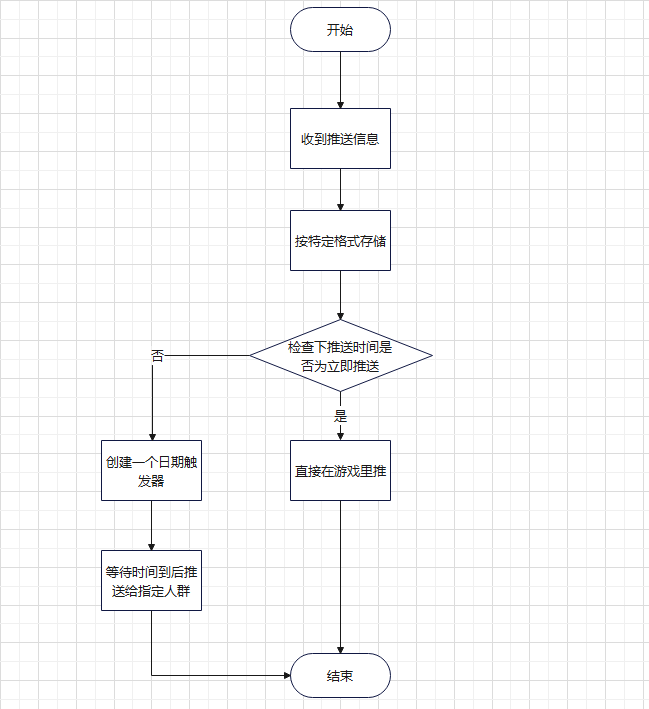 开始
收到推送信息
按特定格式存储
检查下推送时间是
否为立即推送
否
是
创建一个日期触
发器
直接在游戏里推
等待时间到后推
送给指定人群
结束